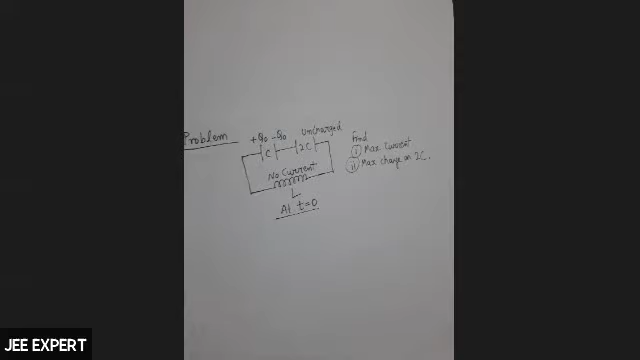 Problem
+Q₀ -Q₀ Uncharged
C 2C
No Current
L
At t=0
Find
(i) Max Current
(ii) Max charge on 2C.
JEE EXPERT